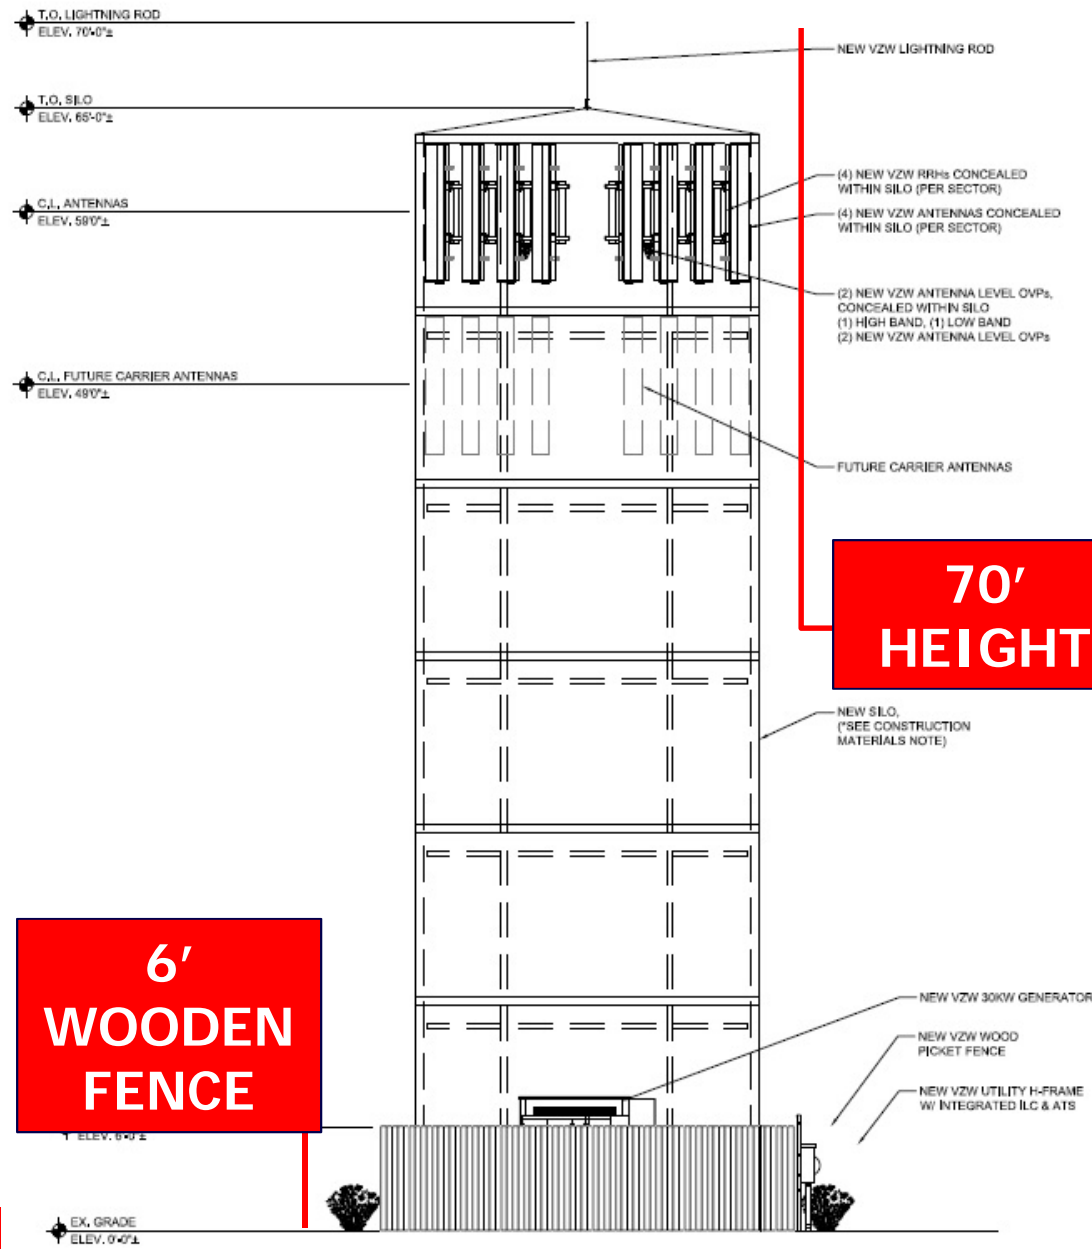 T.O. LIGHTNING ROD
ELEV. 70'-0"±
NEW VZW LIGHTNING ROD
T.O. SILO
ELEV. 65'-0"±
(4) NEW VZW RRHs CONCEALED
WITHIN SILO (PER SECTOR)
C.L. ANTENNAS
ELEV. 59'0"±
(4) NEW VZW ANTENNAS CONCEALED
WITHIN SILO (PER SECTOR)
(2) NEW VZW ANTENNA LEVEL OVPs,
CONCEALED WITHIN SILO
(1) HIGH BAND, (1) LOW BAND
(2) NEW VZW ANTENNA LEVEL OVPs
C.L. FUTURE CARRIER ANTENNAS
ELEV. 49'0"±
FUTURE CARRIER ANTENNAS
70'
HEIGHT
NEW SILO,
(*SEE CONSTRUCTION
MATERIALS NOTE)
6'
WOODEN
FENCE
NEW VZW 30KW GENERATOR
NEW VZW WOOD
PICKET FENCE
NEW VZW UTILITY H-FRAME
W/ INTEGRATED ILC & ATS
ELEV. 6'-0"±
EX. GRADE
ELEV. 0'-0"±